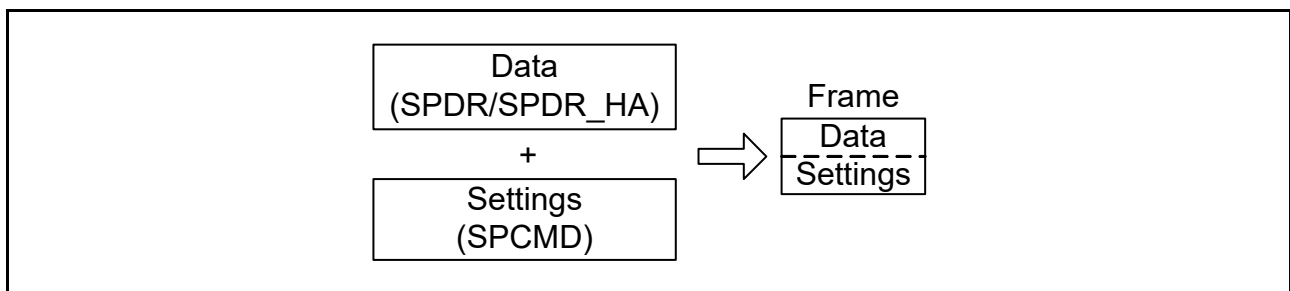 Data
(SPDR/SPDR_HA)
+
Settings
(SPCMD)
Frame
Data
Settings